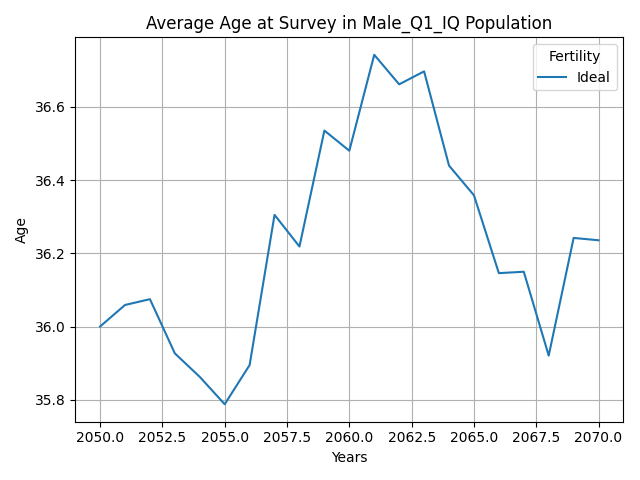 Average Age at Survey in Male_Q1_IQ Population
Fertility
Ideal
Age
36.6
36.4
36.2
36.0
35.8
2050.0 2052.5 2055.0 2057.5 2060.0 2062.5 2065.0 2067.5 2070.0
Years